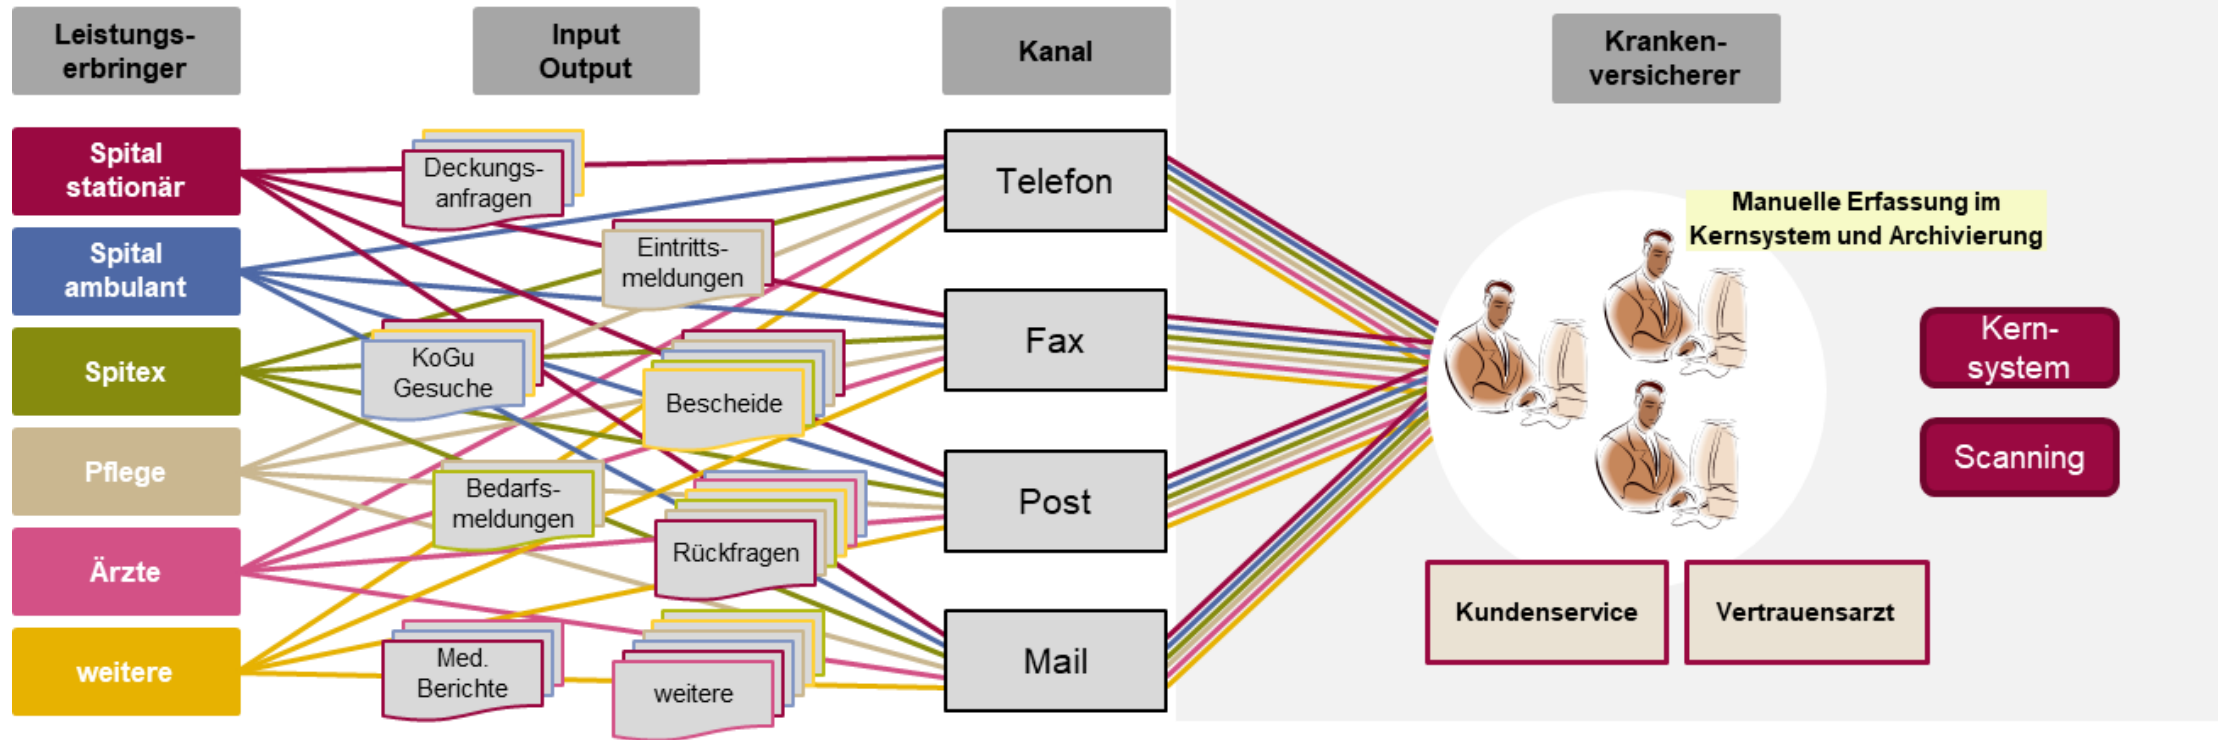 Leistungs-
erbringer
Input
Output
Kanal
Kranken-
versicherer
Spital
stationär
Spital
ambulant
Spitex
Pflege
Ärzte
weitere
Deckungs-
anfragen
Eintritts-
meldungen
KoGu
Gesuche
Bescheide
Bedarfs-
meldungen
Rückfragen
Med.
Berichte
weitere
Telefon
Fax
Post
Mail
Manuelle Erfassung im
Kernsystem und Archivierung
Kern-
system
Scanning
Kundenservice
Vertrauensarzt